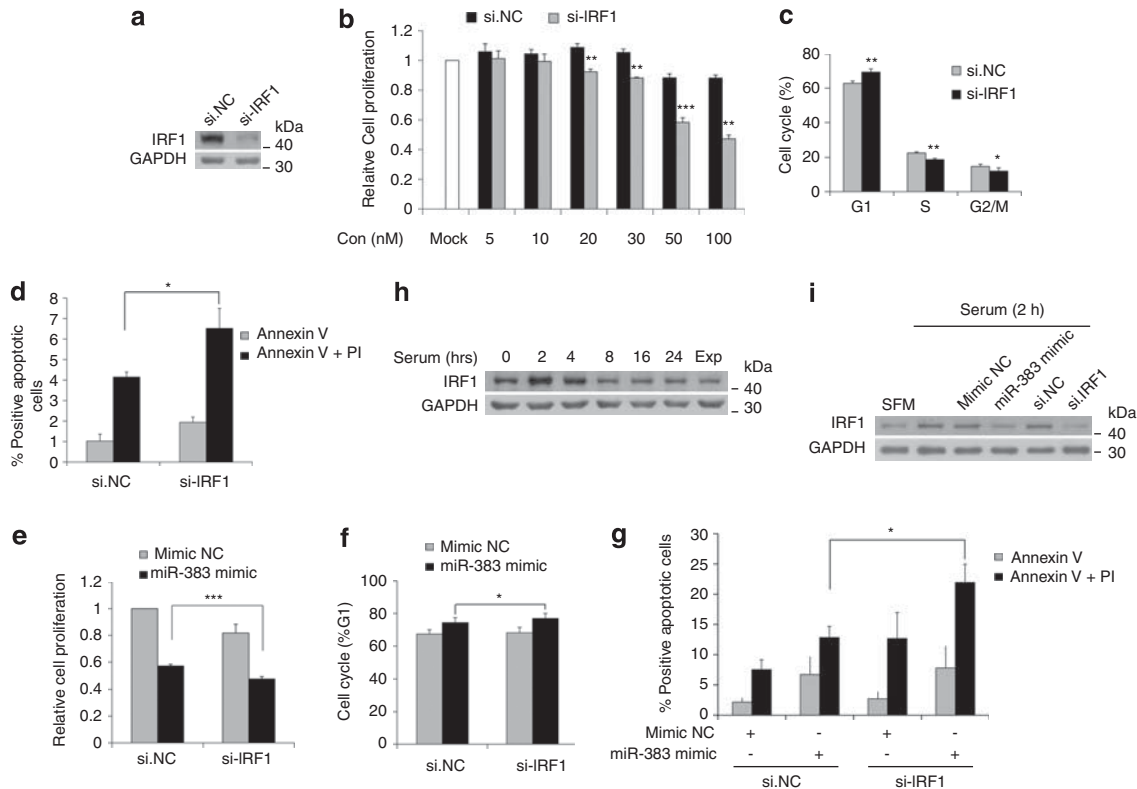 a
si.NC si-IRF1
kDa
IRF1
40
GAPDH
30
b
si.NC si-IRF1
Relaitve Cell proliferation
1.2
1
0.8
0.6
0.4
0.2
0
** ** *** **
Con (nM) Mock 5 10 20 30 50 100
c
si.NC
si-IRF1
Cell cycle (%)
80
60
40
20
0
** ** *
G1 S G2/M
d
% Positive apoptotic
cells
8
7
6
5
4
3
2
1
0
*
Annexin V
Annexin V + PI
si.NC si-IRF1
h
Serum (hrs) 0 2 4 8 16 24 Exp
kDa
IRF1
40
GAPDH
30
i
Serum (2 h)
SFM Mimic NC miR-383 mimic si.NC si.IRF1
kDa
IRF1
40
GAPDH
30
e
Mimic NC
miR-383 mimic
Relative cell proliferation
1.2
1
0.8
0.6
0.4
0.2
0
***
si.NC si-IRF1
f
Mimic NC
miR-383 mimic
Cell cycle (%G1)
100
80
60
40
20
0
*
si.NC si-IRF1
g
% Positive apoptotic cells
30
25
20
15
10
5
0
*
Annexin V
Annexin V + PI
Mimic NC + - + -
miR-383 mimic - + - +
si.NC si-IRF1